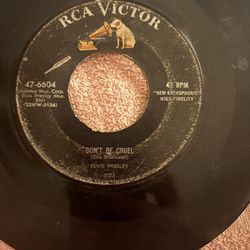 RCA VICTOR
47-6604
45 RPM
"NEW ORTHOPHONIC"
HIGH FIDELITY
DON'T BE CRUEL
(Otis Blackwell)
ELVIS PRESLEY